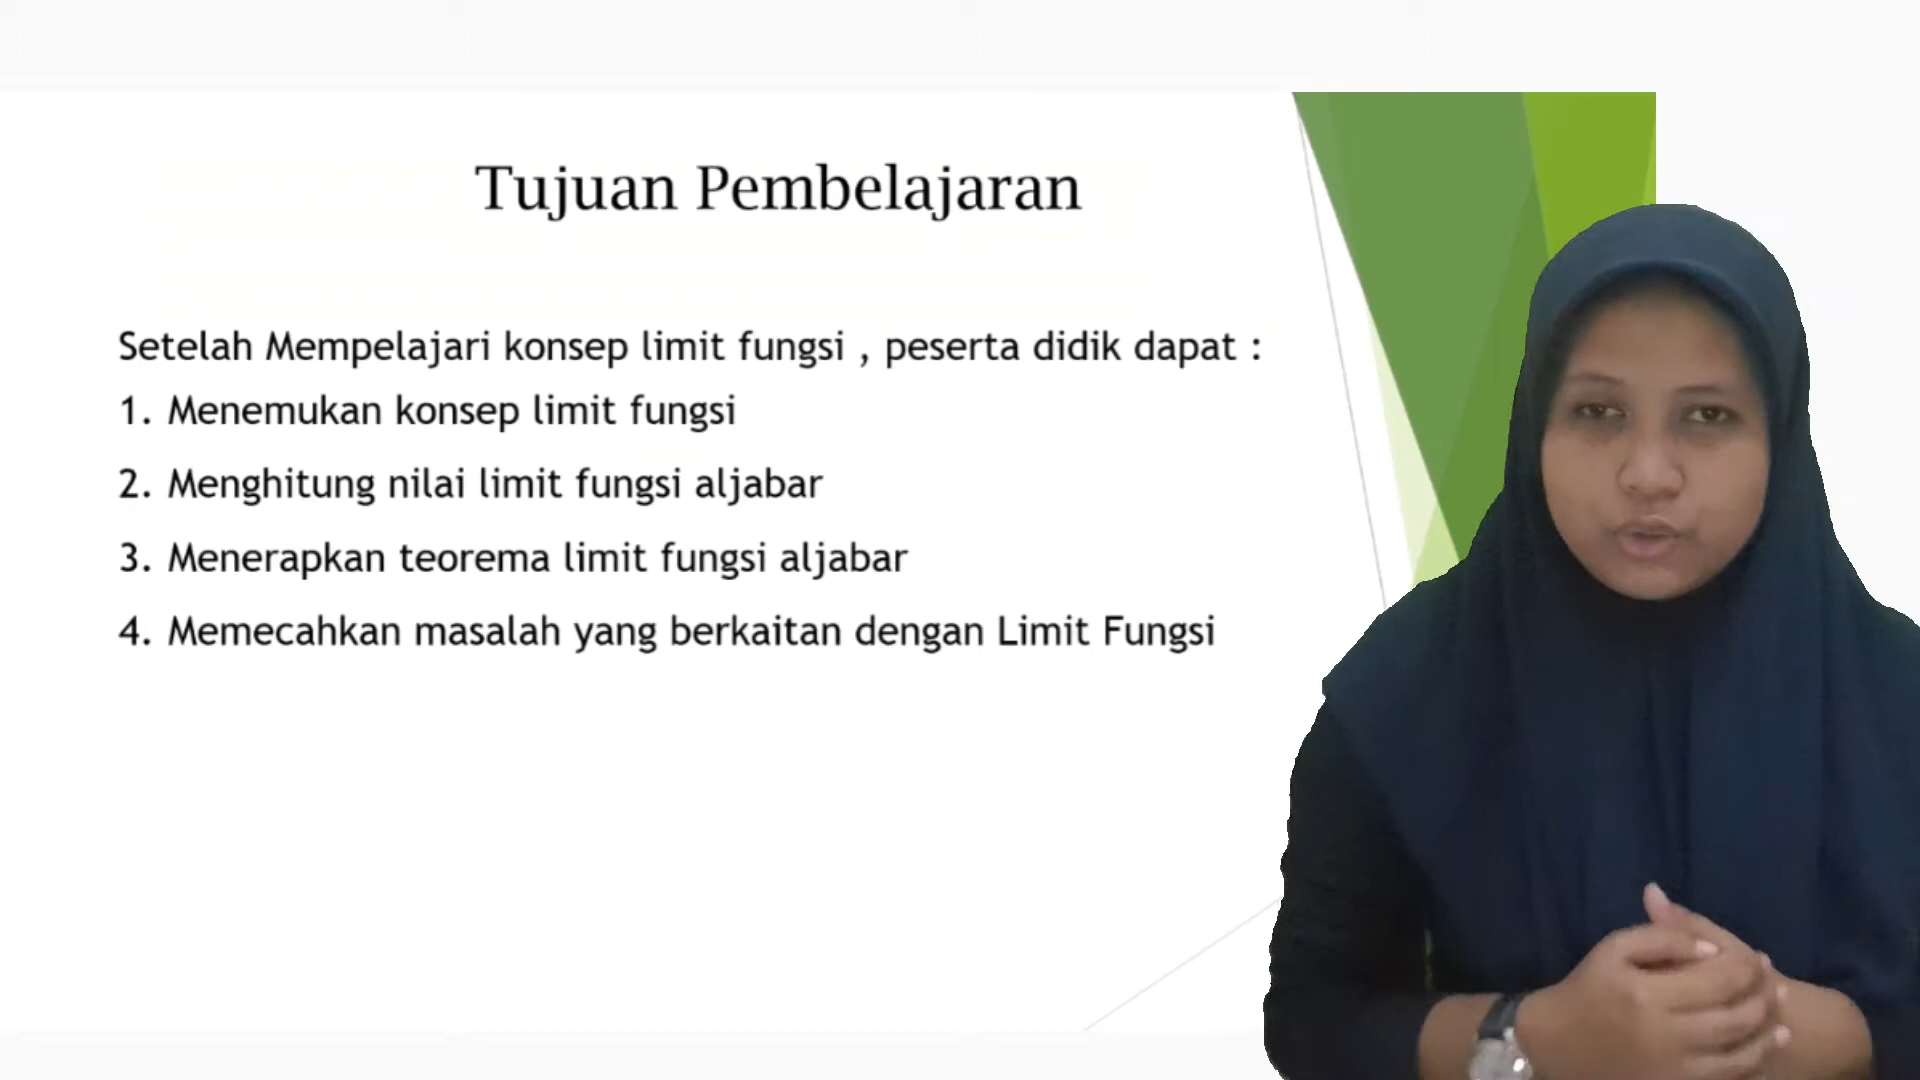 Tujuan Pembelajaran
Setelah Mempelajari konsep limit fungsi , peserta didik dapat :
1. Menemukan konsep limit fungsi
2. Menghitung nilai limit fungsi aljabar
3. Menerapkan teorema limit fungsi aljabar
4. Memecahkan masalah yang berkaitan dengan Limit Fungsi